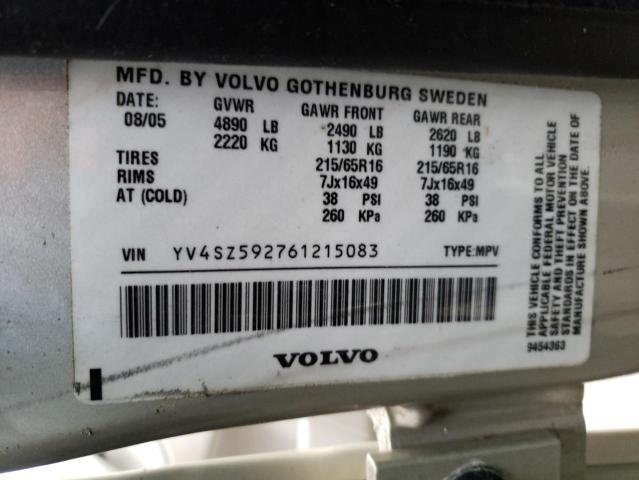 MFD. BY VOLVO GOTHENBURG SWEDEN
DATE: GVWR GAWR FRONT GAWR REAR
08/05 4890 LB 2490 LB 2620 LB
2220 KG 1130 KG 1190 KG
TIRES 215/65R16 215/65R16
RIMS 7Jx16x49 7Jx16x49
AT (COLD) 38 PSI 38 PSI
260 KPa 260 KPa
VIN YV4SZ592761215083 TYPE:MPV
VOLVO
THIS VEHICLE CONFORMS TO ALL
APPLICABLE FEDERAL MOTOR VEHICLE
SAFETY AND THEFT PREVENTION
STANDARDS IN EFFECT ON THE DATE OF
MANUFACTURE SHOWN ABOVE.
9454363